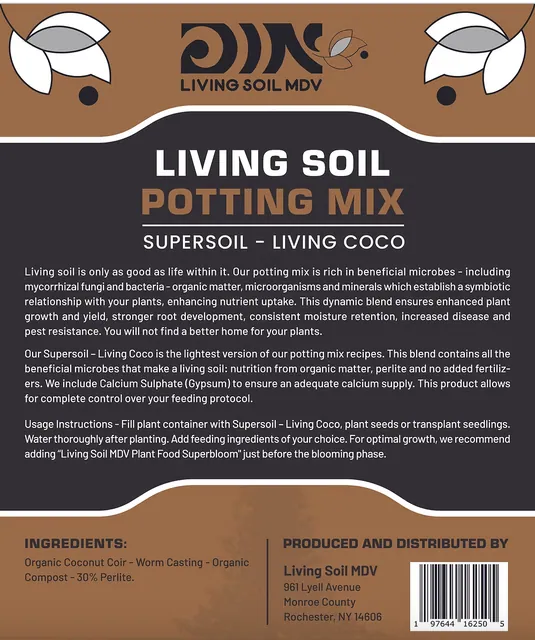 LIVING SOIL MDV
LIVING SOIL
POTTING MIX
SUPERSOIL - LIVING COCO
Living soil is only as good as life within it. Our potting mix is rich in beneficial microbes - including
mycorrhizal fungi and bacteria - organic matter, microorganisms and minerals which establish a symbiotic
relationship with your plants, enhancing nutrient uptake. This dynamic blend ensures enhanced plant
growth and yield, stronger root development, consistent moisture retention, increased disease and
pest resistance. You will not find a better home for your plants.
Our Supersoil – Living Coco is the lightest version of our potting mix recipes. This blend contains all the
beneficial microbes that make a living soil: nutrition from organic matter, perlite and no added fertiliz-
ers. We include Calcium Sulphate (Gypsum) to ensure an adequate calcium supply. This product allows
for complete control over your feeding protocol.
Usage Instructions - Fill plant container with Supersoil – Living Coco, plant seeds or transplant seedlings.
Water thoroughly after planting. Add feeding ingredients of your choice. For optimal growth, we recommend
adding "Living Soil MDV Plant Food Superbloom" just before the blooming phase.
INGREDIENTS:
Organic Coconut Coir - Worm Casting - Organic
Compost - 30% Perlite.
PRODUCED AND DISTRIBUTED BY
Living Soil MDV
961 Lyell Avenue
Monroe County
Rochester, NY 14606
1 97644 16250 5